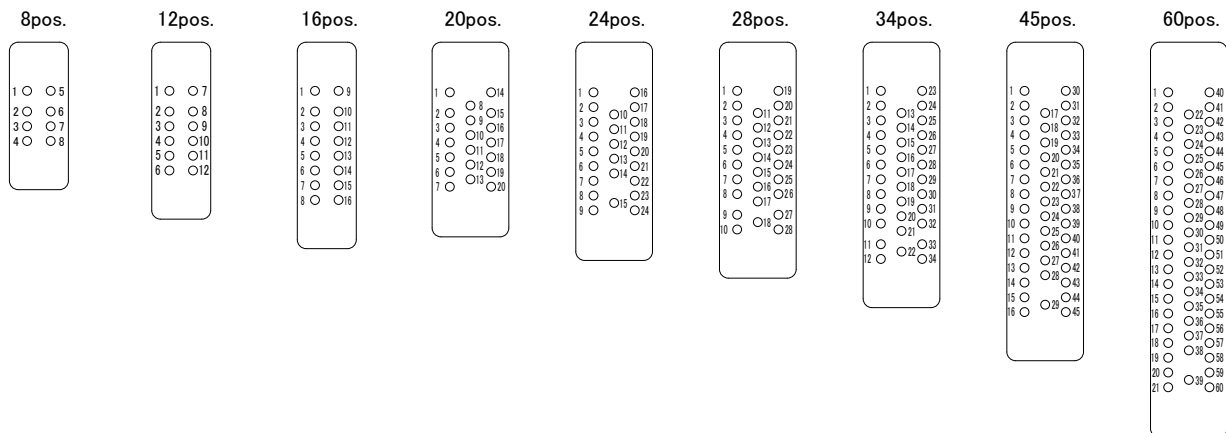 8pos.
1 2 3 4
5 6 7 8
12pos.
1 2 3 4 5 6
7 8 9 10 11 12
16pos.
1 2 3 4 5 6 7 8
9 10 11 12 13 14 15 16
20pos.
1 2 3 4 5 6 7
8 9 10 11 12 13
14 15 16 17 18 19 20
24pos.
1 2 3 4 5 6 7 8 9
10 11 12 13 14 15
16 17 18 19 20 21 22 23 24
28pos.
1 2 3 4 5 6 7 8 9 10
11 12 13 14 15 16 17 18
19 20 21 22 23 24 25 26 27 28
34pos.
1 2 3 4 5 6 7 8 9 10 11 12
13 14 15 16 17 18 19 20 21 22
23 24 25 26 27 28 29 30 31 32 33 34
45pos.
1 2 3 4 5 6 7 8 9 10 11 12 13 14 15 16
17 18 19 20 21 22 23 24 25 26 27 28 29
30 31 32 33 34 35 36 37 38 39 40 41 42 43 44 45
60pos.
1 2 3 4 5 6 7 8 9 10 11 12 13 14 15 16 17 18 19 20 21
22 23 24 25 26 27 28 29 30 31 32 33 34 35 36 37 38 39
40 41 42 43 44 45 46 47 48 49 50 51 52 53 54 55 56 57 58 59 60